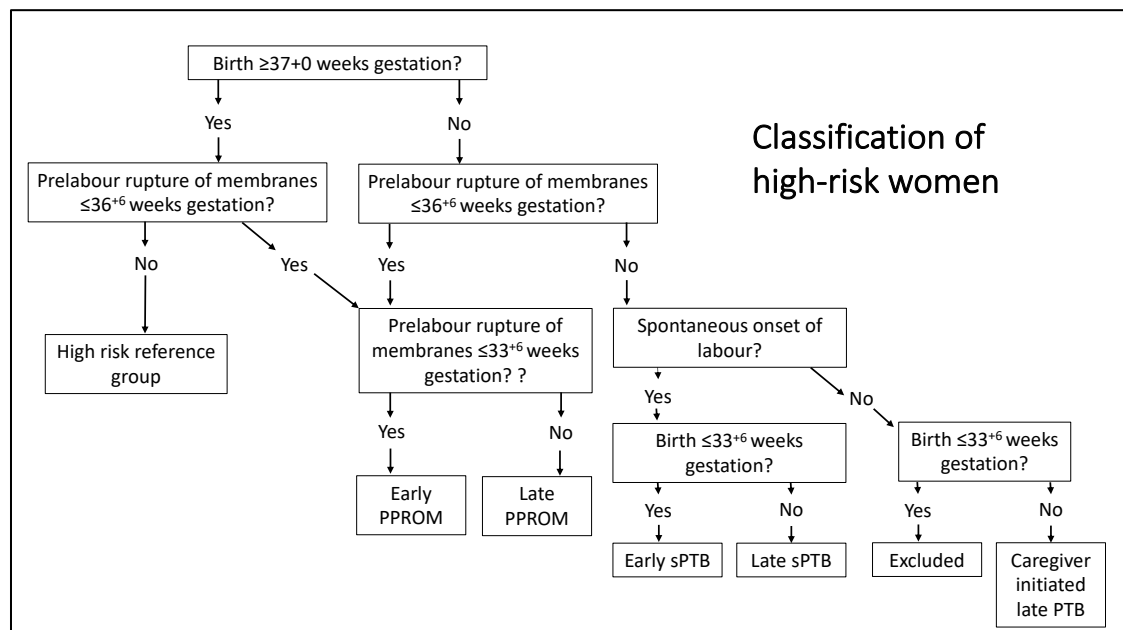 Birth ≥37+0 weeks gestation?
Yes
No
Classification of
high-risk women
Prelabour rupture of membranes
≤36+6 weeks gestation?
Prelabour rupture of membranes
≤36+6 weeks gestation?
No
Yes
Yes
No
High risk reference
group
Prelabour rupture of
membranes ≤33+6 weeks
gestation? ?
Spontaneous onset of
labour?
Yes
No
Yes
No
Birth ≤33+6 weeks
gestation?
Birth ≤33+6 weeks
gestation?
Early
PPROM
Late
PPROM
Yes
No
Yes
No
Early sPTB
Late sPTB
Excluded
Caregiver
initiated
late PTB